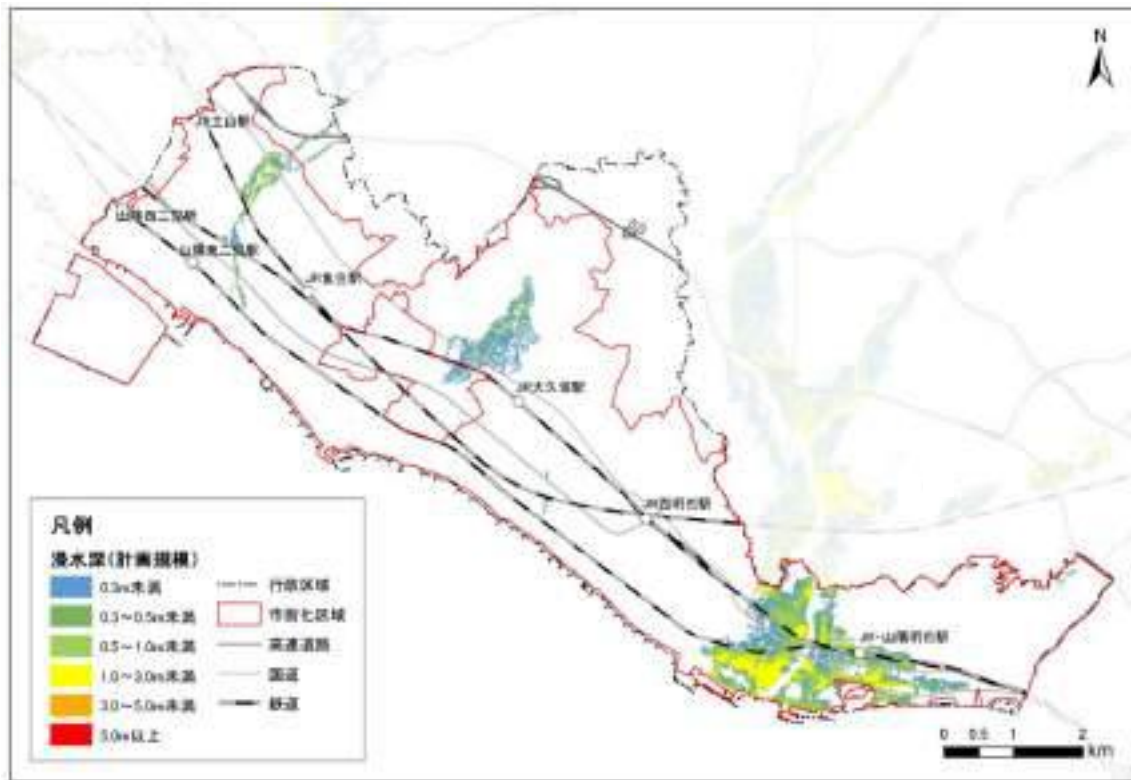 N
JR土山駅
山陽西二見駅
山陽東二見駅
JR魚住駅
JR大久保駅
JR西明石駅
JR・山陽明石駅
凡例
浸水深(計画規模)
0.3m未満
0.3～0.5m未満
0.5～1.0m未満
1.0～3.0m未満
3.0～5.0m未満
5.0m以上
行政区域
市街化区域
高速道路
国道
鉄道
0 0.5 1 2
km